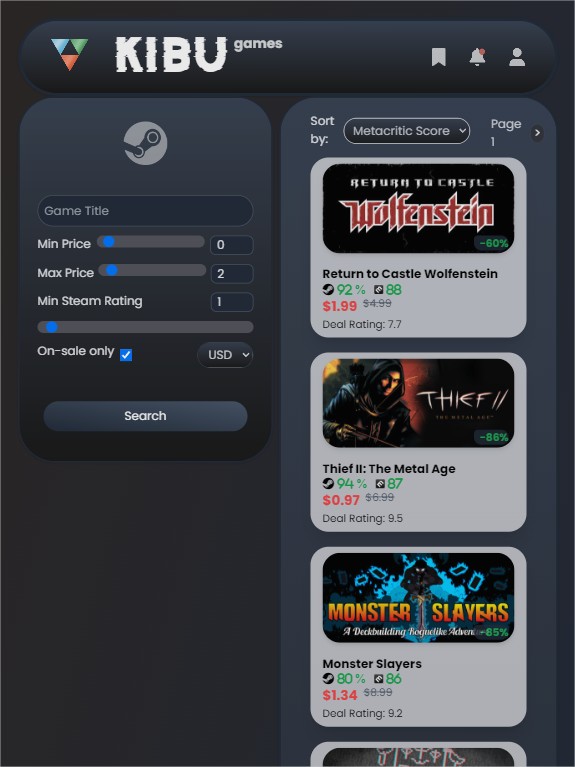 KIBU games
Sort by:
Metacritic Score
Page 1
Game Title
Min Price
0
Max Price
2
Min Steam Rating
1
On-sale only
USD
Search
RETURN TO CASTLE
Wolfenstein
-60%
Return to Castle Wolfenstein
92 % 88
$1.99 $4.99
Deal Rating: 7.7
THIEF II
THE METAL AGE
-86%
Thief II: The Metal Age
94 % 87
$0.97 $6.99
Deal Rating: 9.5
MONSTER SLAYERS
A Deckbuilding Roguelike Adven
-85%
Monster Slayers
80 % 86
$1.34 $8.99
Deal Rating: 9.2